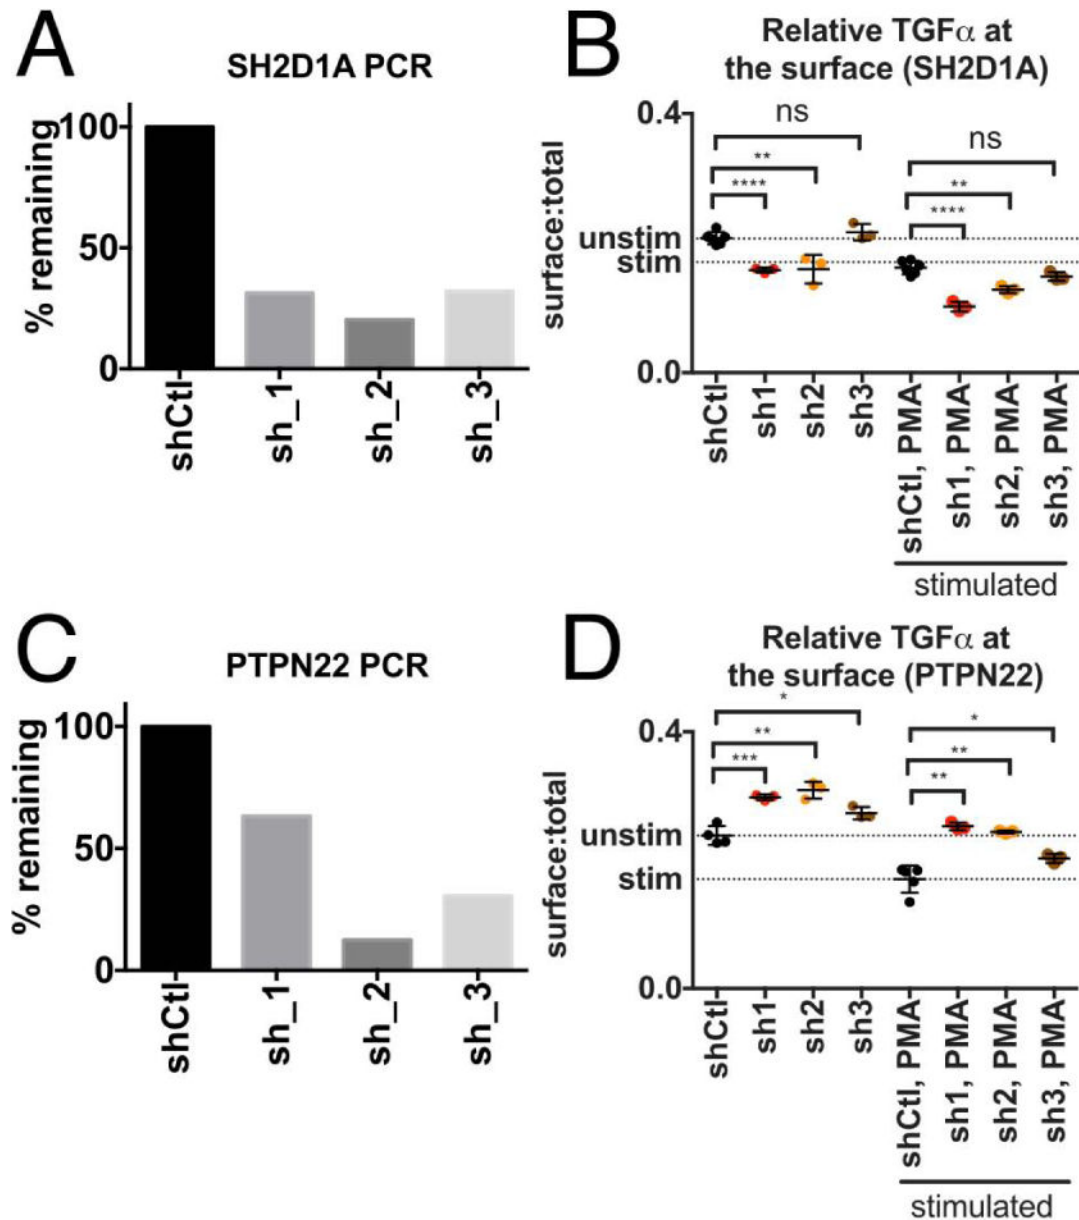 A
SH2D1A PCR
% remaining
100
50
0
shCtl
sh_1
sh_2
sh_3
B
Relative TGFα at
the surface (SH2D1A)
surface:total
0.4
unstim
stim
0.0
ns
**
****
ns
**
****
shCtl
sh1
sh2
sh3
shCtl, PMA
sh1, PMA
sh2, PMA
sh3, PMA
stimulated
C
PTPN22 PCR
% remaining
100
50
0
shCtl
sh_1
sh_2
sh_3
D
Relative TGFα at
the surface (PTPN22)
surface:total
0.4
unstim
stim
0.0
*
**
***
*
**
**
shCtl
sh1
sh2
sh3
shCtl, PMA
sh1, PMA
sh2, PMA
sh3, PMA
stimulated